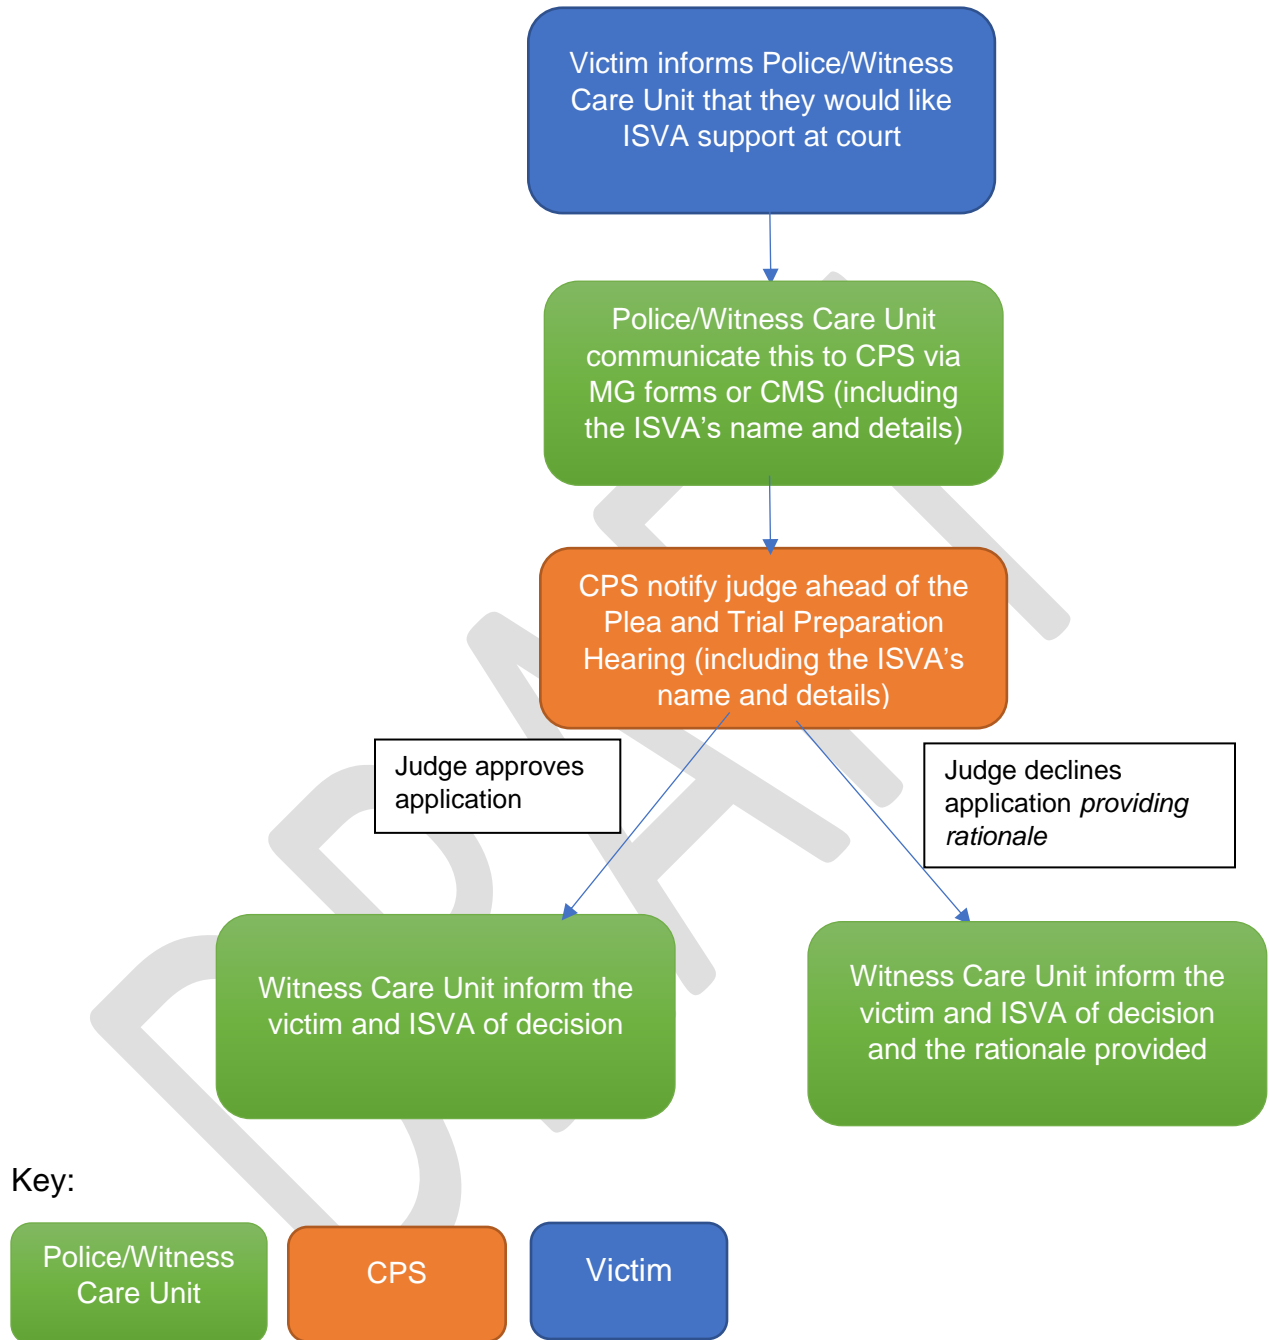 Victim informs Police/Witness
Care Unit that they would like
ISVA support at court
Police/Witness Care Unit
communicate this to CPS via
MG forms or CMS (including
the ISVA’s name and details)
CPS notify judge ahead of the
Plea and Trial Preparation
Hearing (including the ISVA’s
name and details)
Judge approves
application
Judge declines
application providing
rationale
Witness Care Unit inform the
victim and ISVA of decision
Witness Care Unit inform the
victim and ISVA of decision
and the rationale provided
Key:
Police/Witness
Care Unit
CPS
Victim
DRAFT